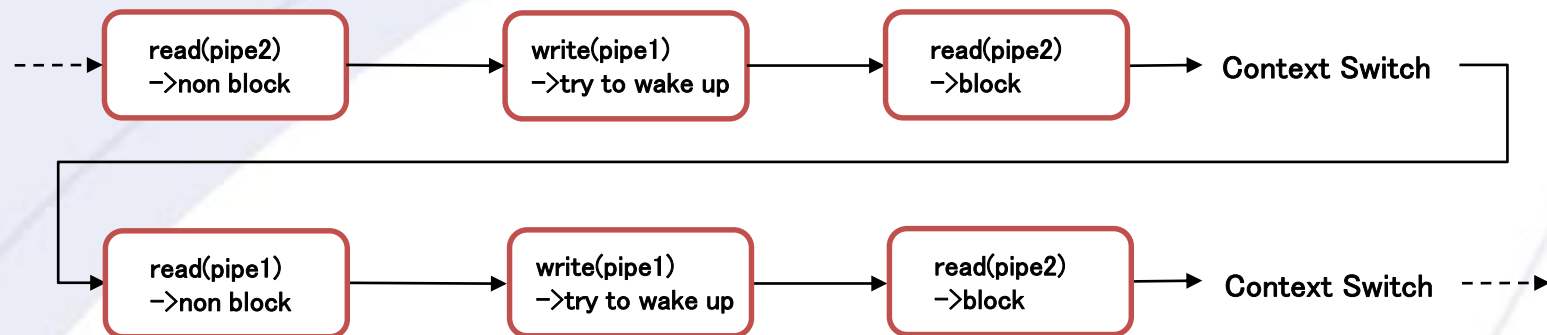 read(pipe2)
->non block
write(pipe1)
->try to wake up
read(pipe2)
->block
Context Switch
read(pipe1)
->non block
write(pipe1)
->try to wake up
read(pipe2)
->block
Context Switch